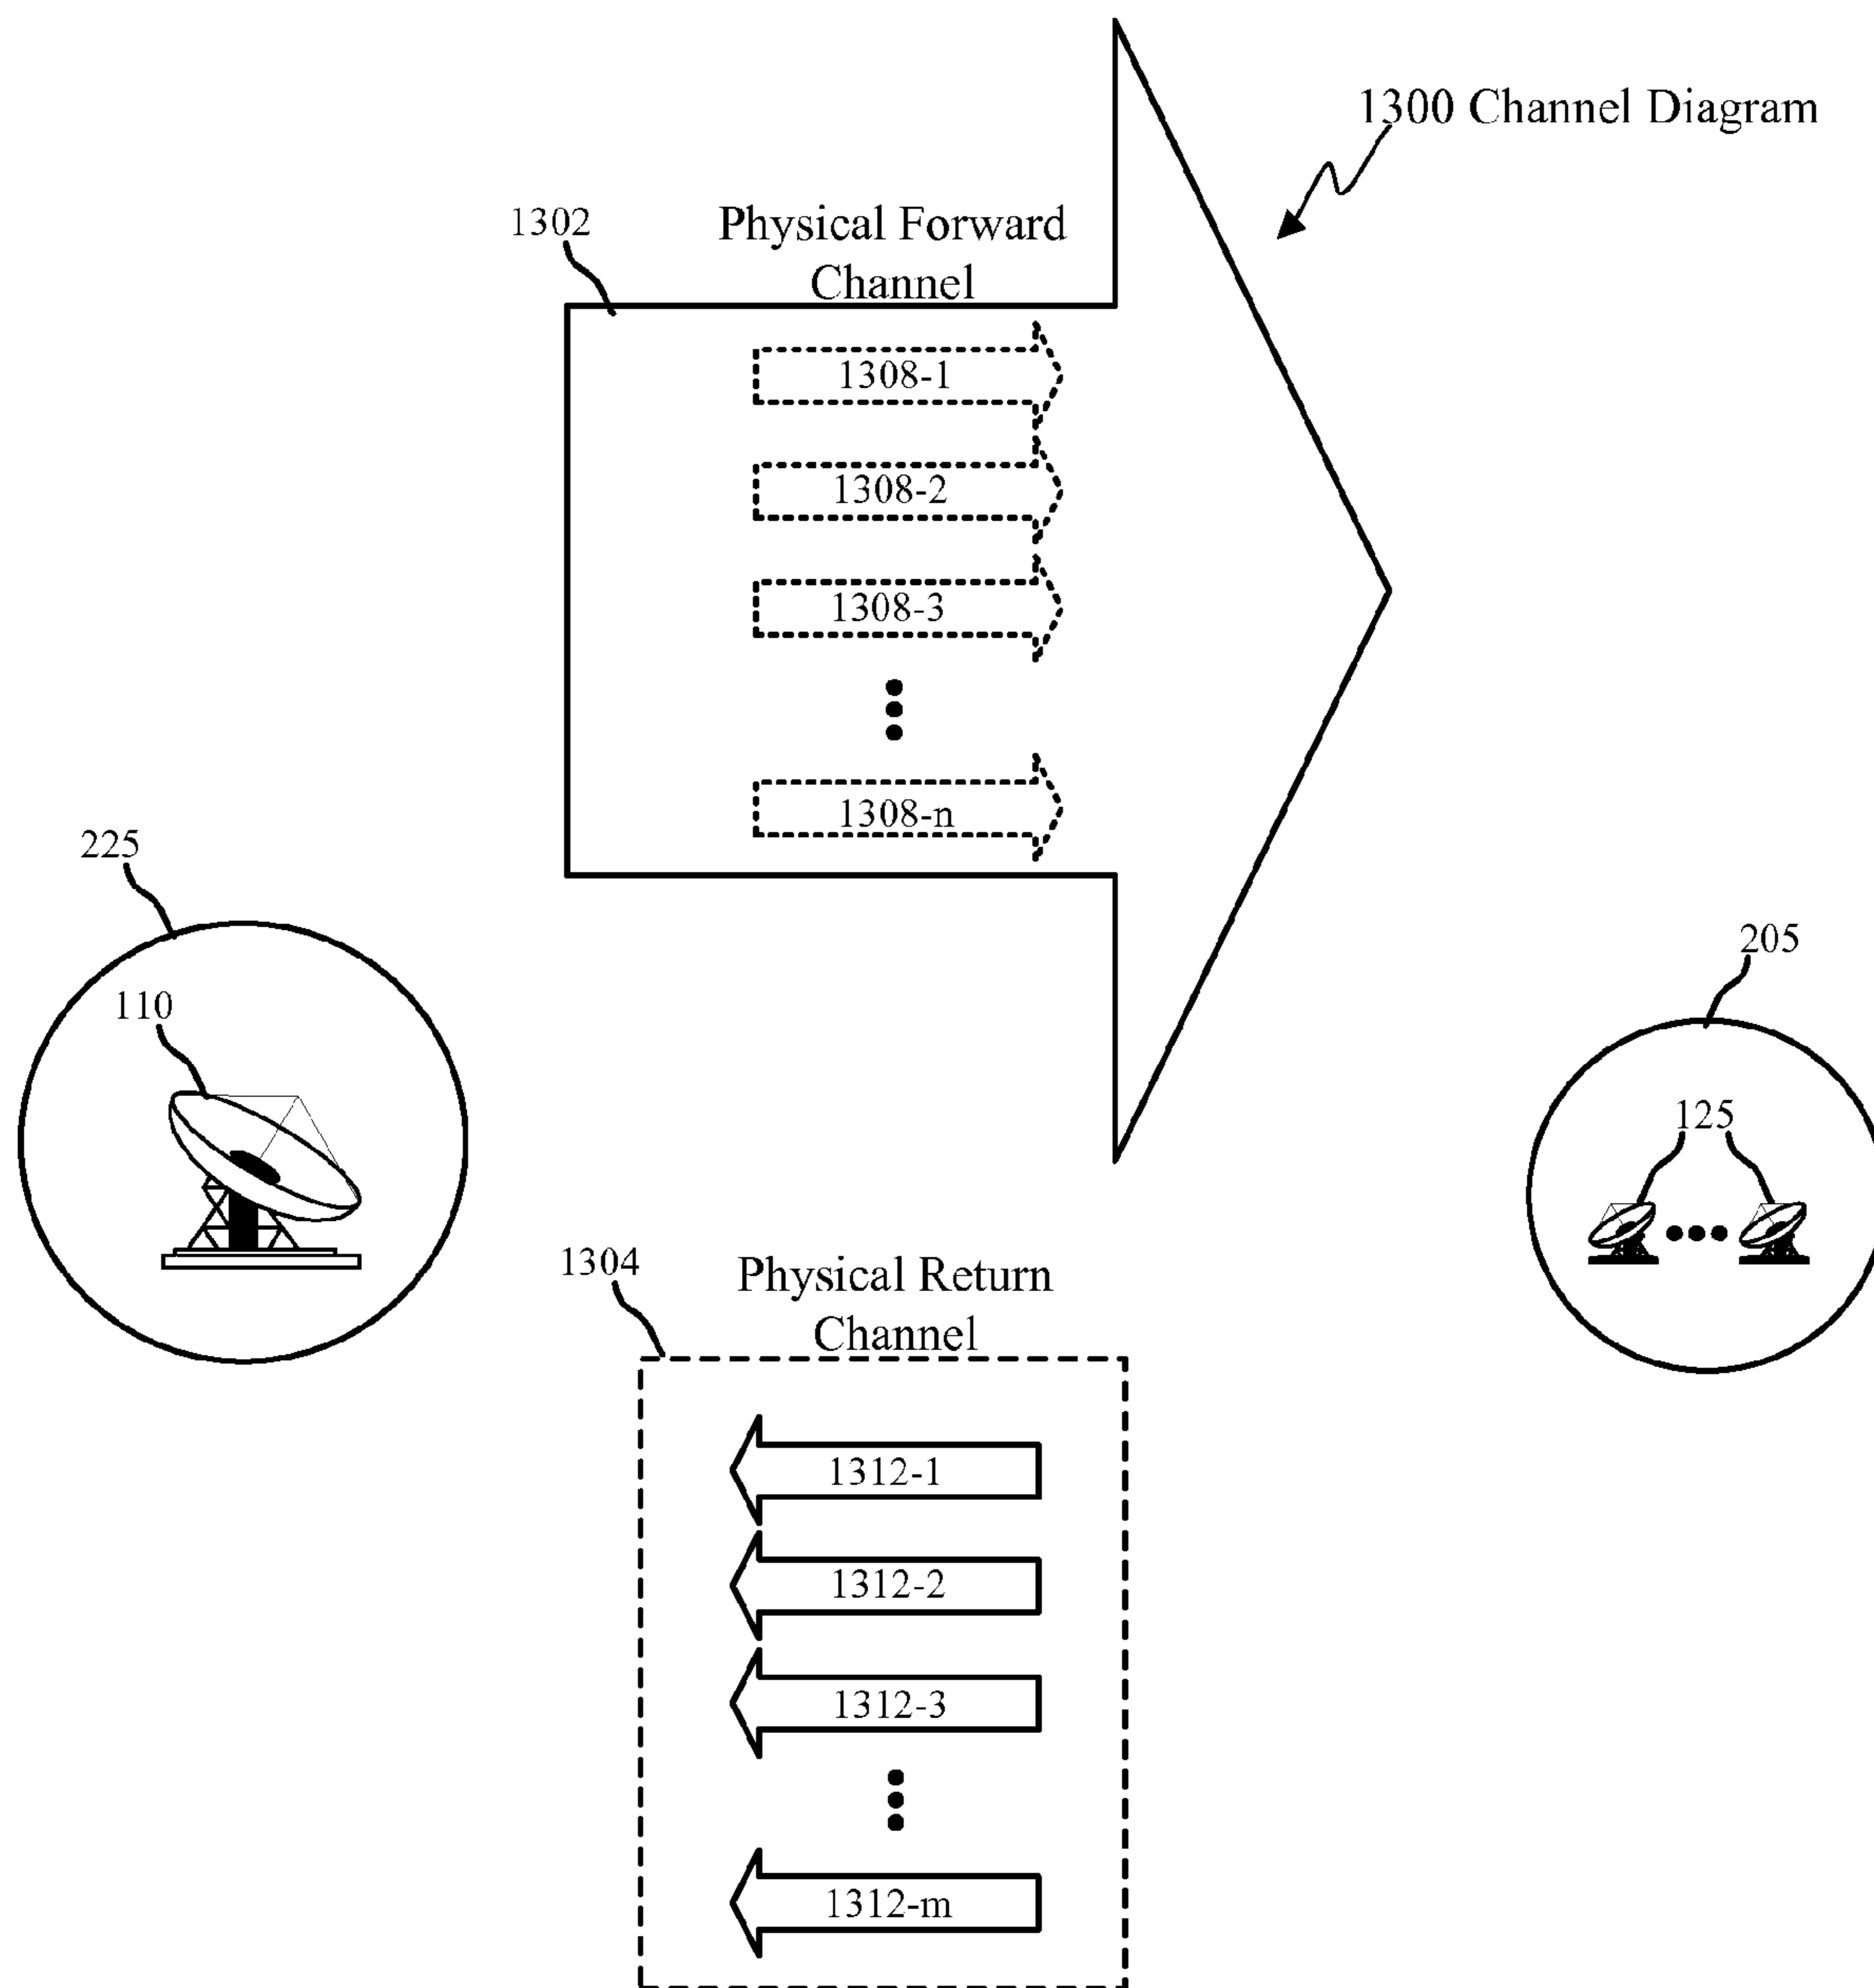 1300 Channel Diagram
1302
Physical Forward
Channel
1308-1
1308-2
1308-3
1308-n
225
110
205
125
1304
Physical Return
Channel
1312-1
1312-2
1312-3
1312-m